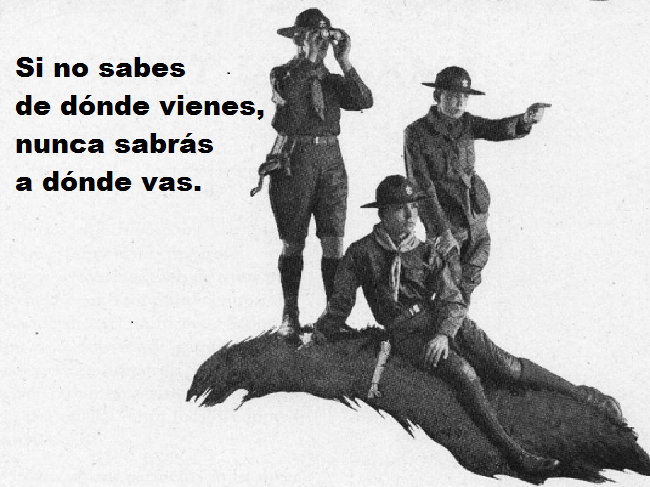 Si no sabes
de dónde vienes,
nunca sabrás
a dónde vas.